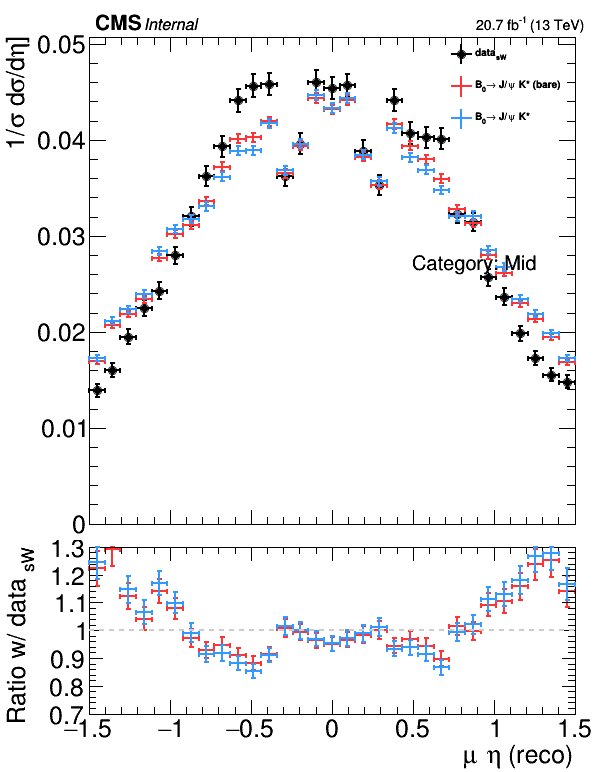 CMS Internal 20.7 fb⁻¹ (13 TeV)
1/σ dσ/dη]
0.05
0.04
0.03
0.02
0.01
0
data_sW
B₀→ J/ψ K* (bare)
B₀→ J/ψ K*
Category: Mid
Ratio w/ data sW
1.3
1.2
1.1
1
0.9
0.8
0.7
−1.5 −1 −0.5 0 0.5 1 1.5
μ η (reco)